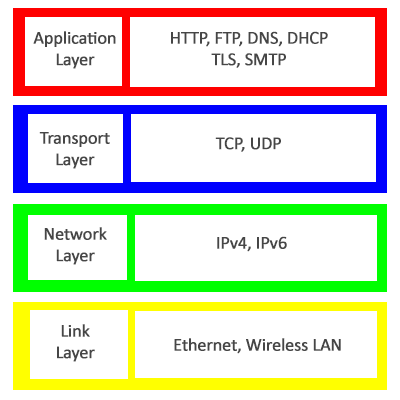 Application
Layer
HTTP, FTP, DNS, DHCP
TLS, SMTP
Transport
Layer
TCP, UDP
Network
Layer
IPv4, IPv6
Link
Layer
Ethernet, Wireless LAN